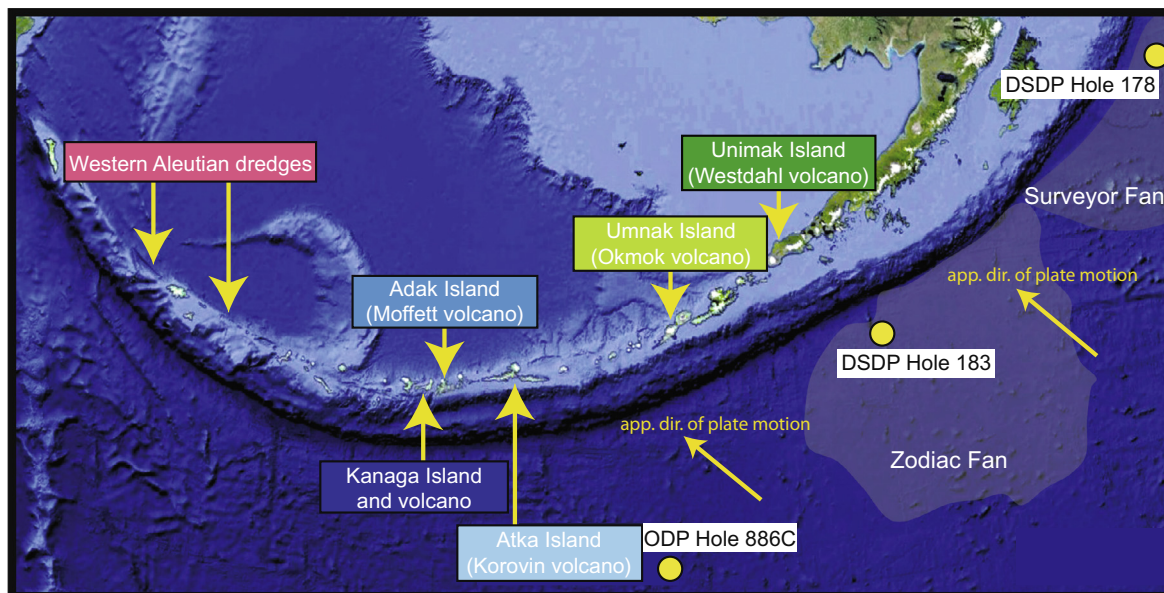 DSDP Hole 178
Western Aleutian dredges
Unimak Island
(Westdahl volcano)
Surveyor Fan
Umnak Island
(Okmok volcano)
app. dir. of plate motion
Adak Island
(Moffett volcano)
DSDP Hole 183
app. dir. of plate motion
Kanaga Island
and volcano
Zodiac Fan
Atka Island
(Korovin volcano)
ODP Hole 886C